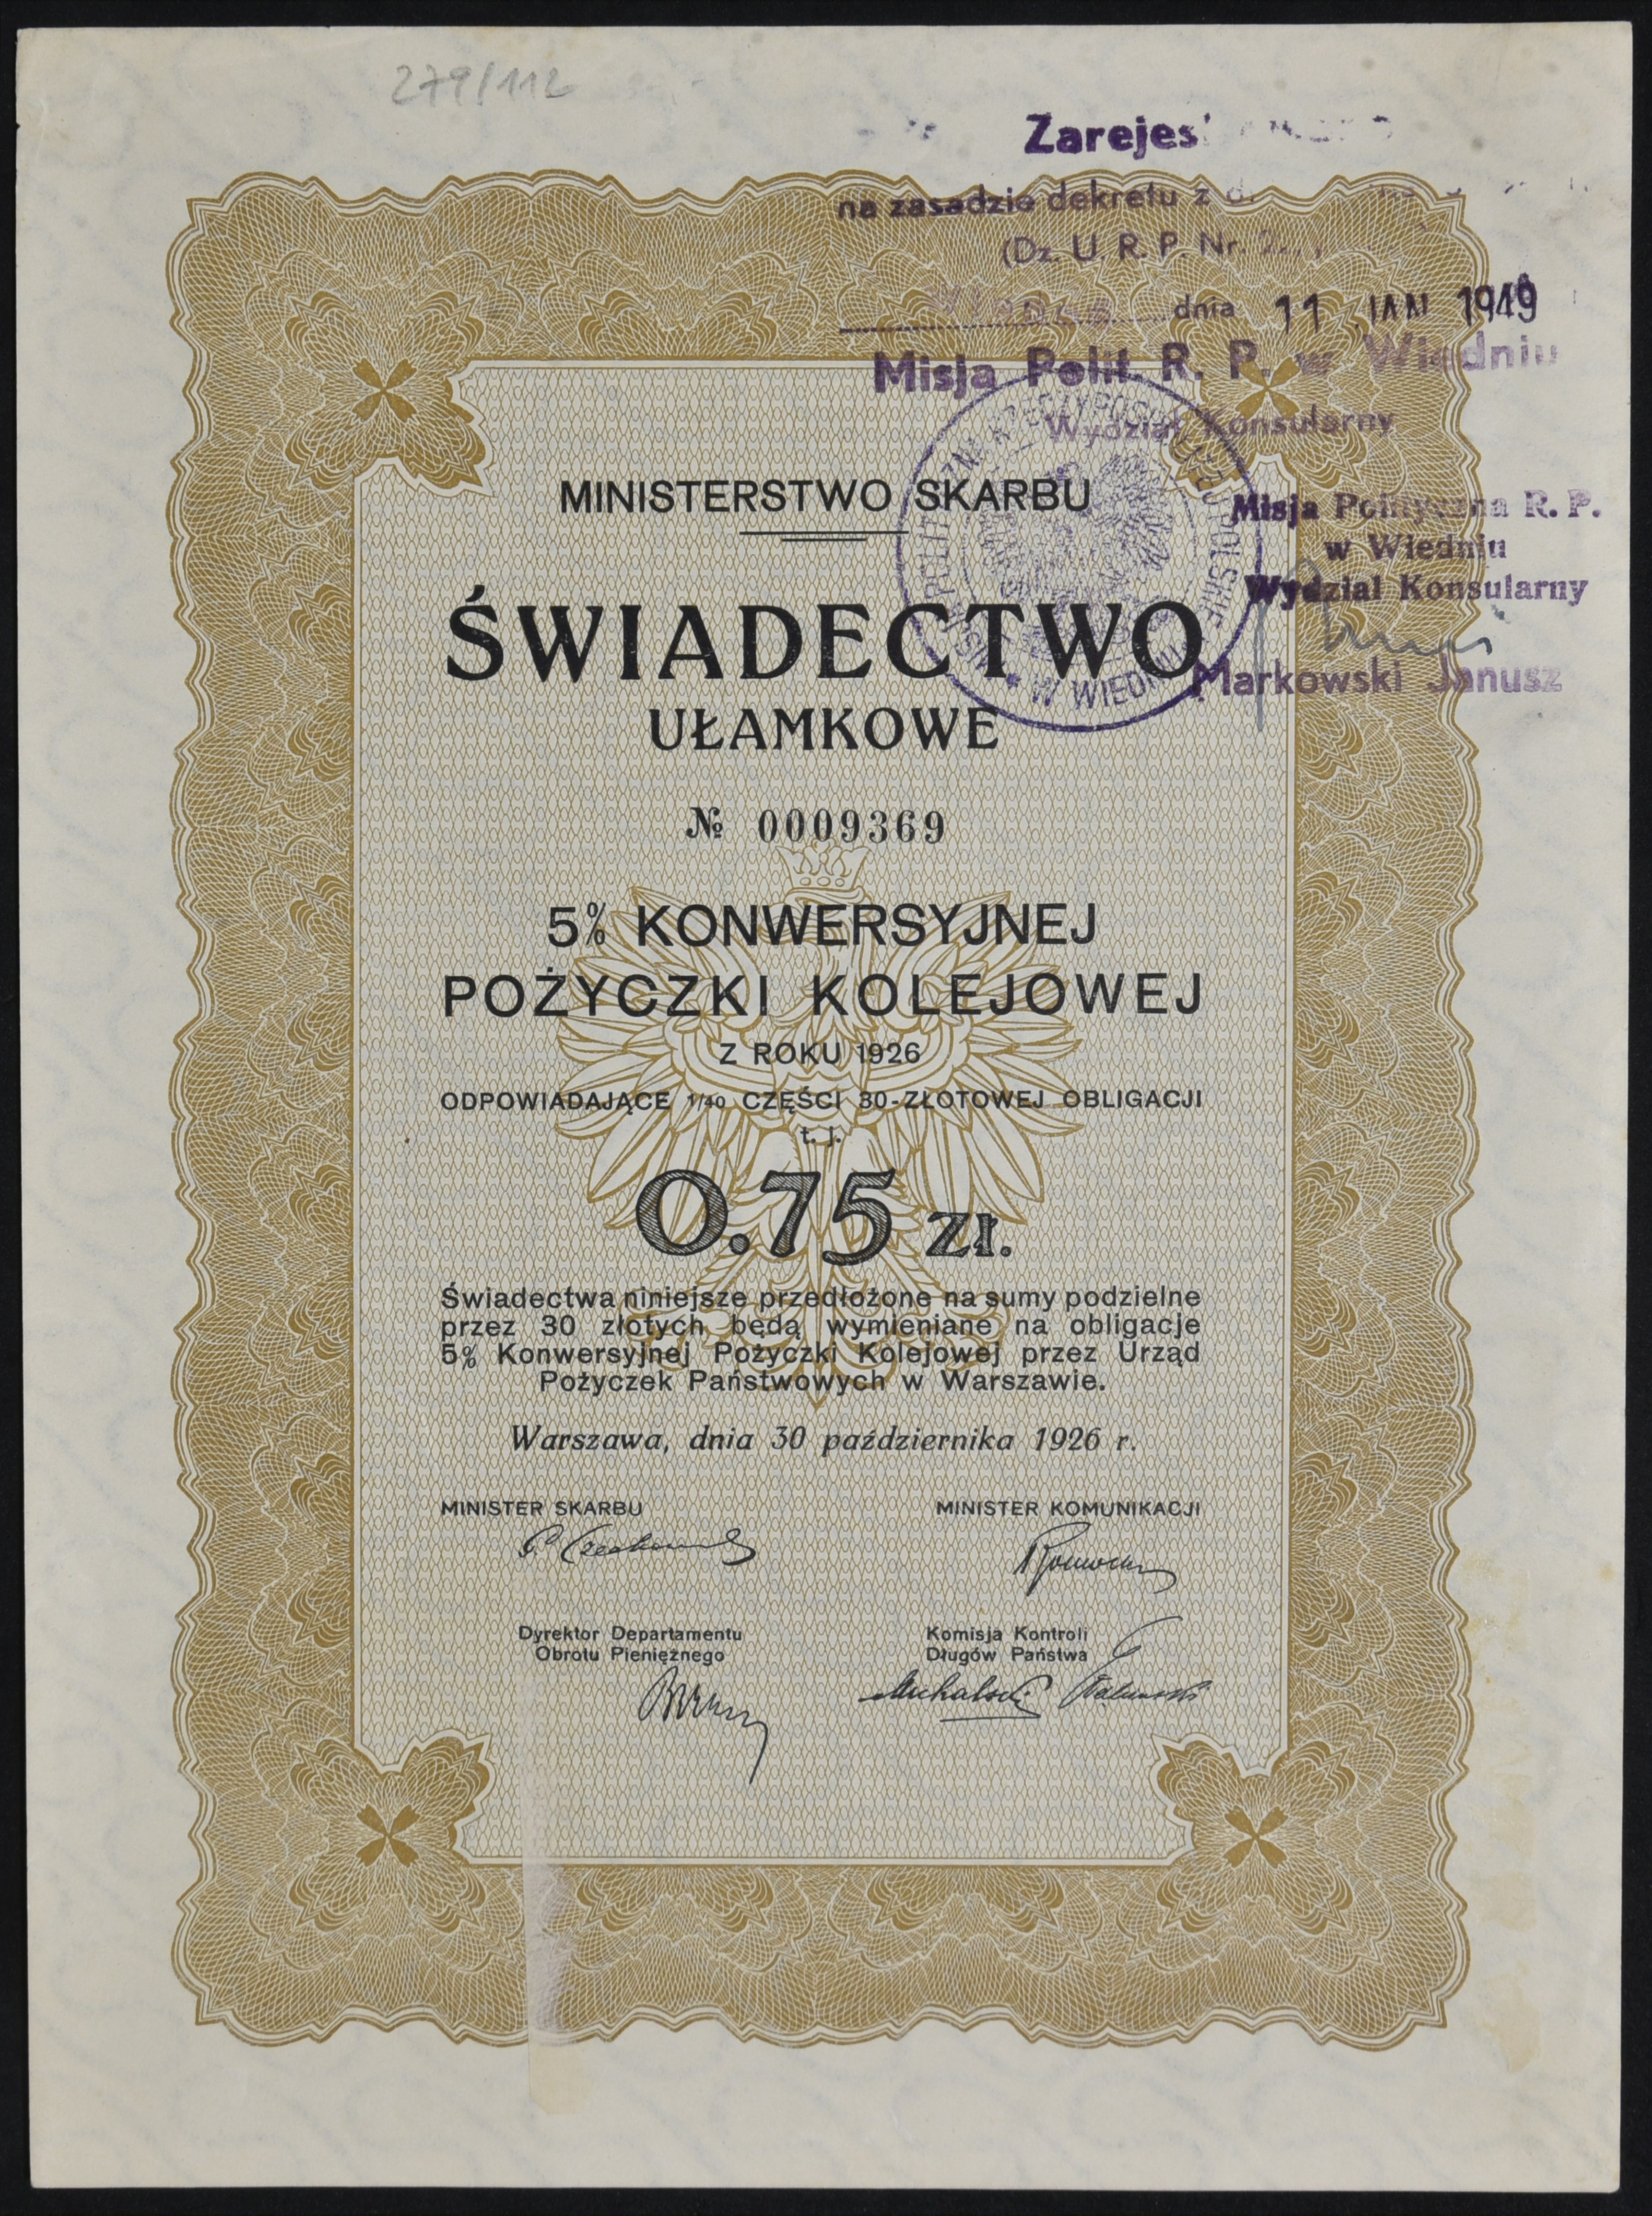 279/112
Zarejes
na zasadzie dekretu z d.
(Dz. U. R. P. Nr. 2
dnia 11 JAN 1949
Misja Polit. R. P. w Wiedniu
Wydział Konsularny
MINISTERSTWO SKARBU
Misja Polityczna R. P.
w Wiedniu
Wydział Konsularny
Markowski Janusz
RZECZYPOSPOLITEJ POLSKIEJ W WIEDNIU
ŚWIADECTWO
UŁAMKOWE
№ 0009369
5% KONWERSYJNEJ
POŻYCZKI KOLEJOWEJ
Z ROKU 1926
ODPOWIADAJĄCE 1/40 CZĘŚCI 30-ZŁOTOWEJ OBLIGACJI
t. j.
0.75 zł.
Świadectwa niniejsze przedłożone na sumy podzielne
przez 30 złotych będą wymieniane na obligacje
5% Konwersyjnej Pożyczki Kolejowej przez Urząd
Pożyczek Państwowych w Warszawie.
Warszawa, dnia 30 października 1926 r.
MINISTER SKARBU MINISTER KOMUNIKACJI
Dyrektor Departamentu
Obrotu Pieniężnego
Komisja Kontroli
Długów Państwa
Michalski